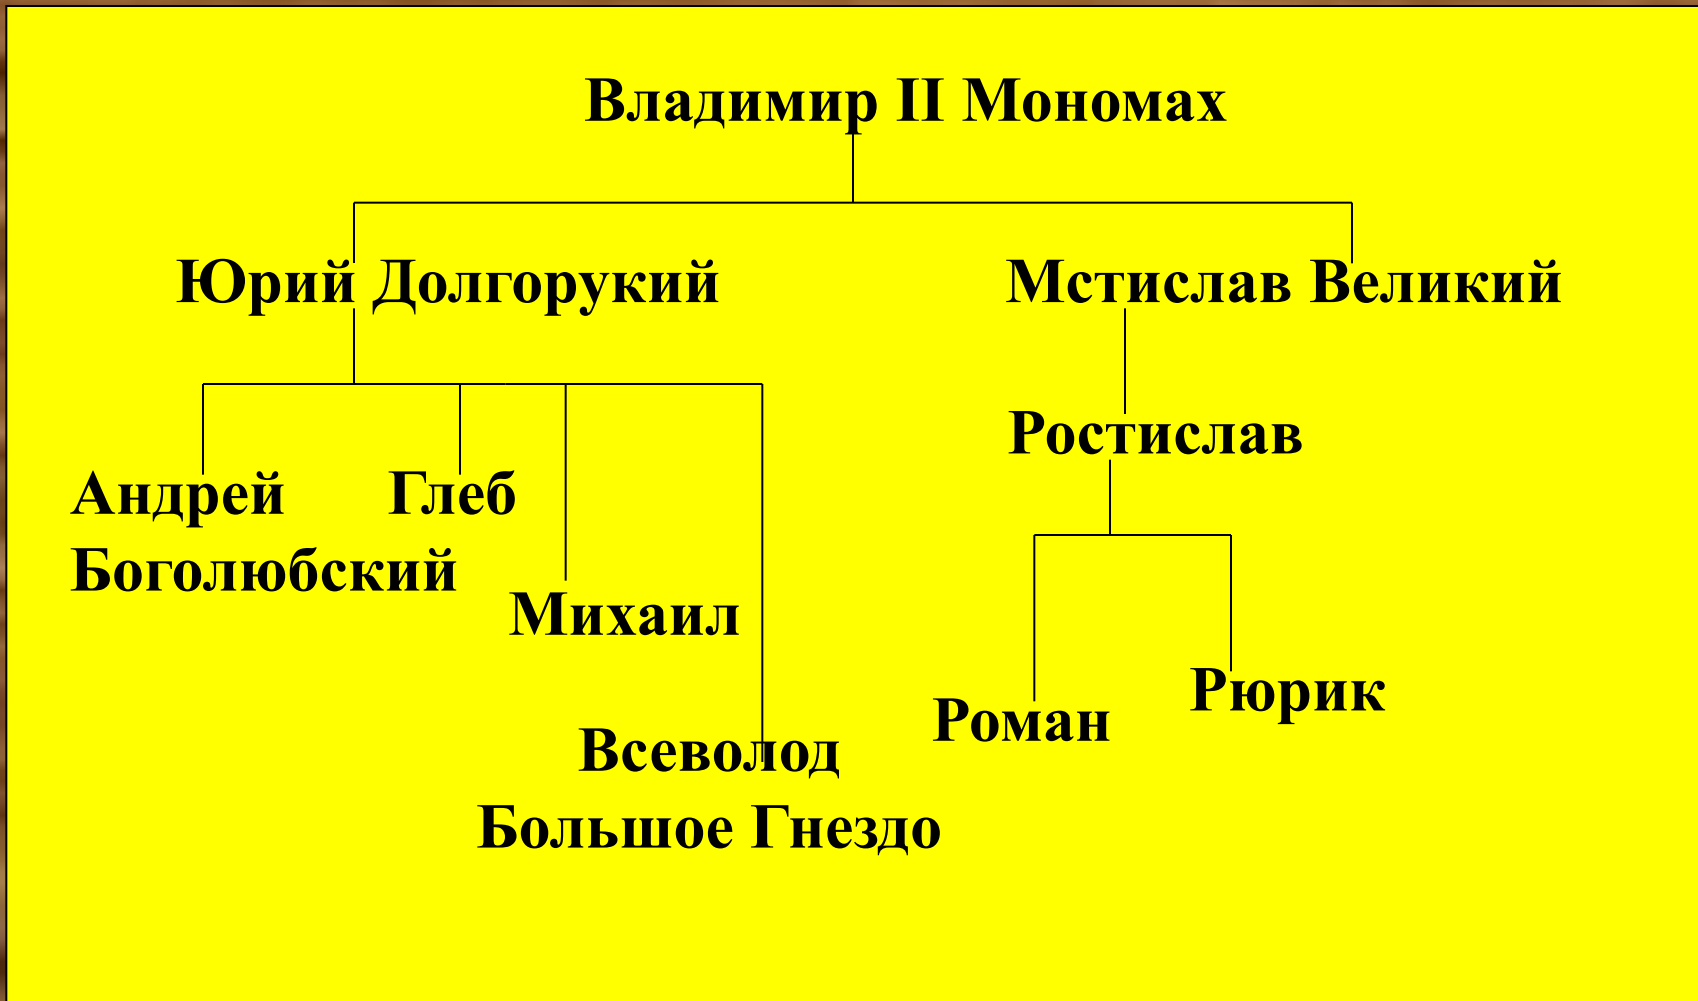 Владимир II Мономах
Юрий Долгорукий
Мстислав Великий
Ростислав
Андрей
Боголюбский
Глеб
Михаил
Всеволод
Большое Гнездо
Роман
Рюрик